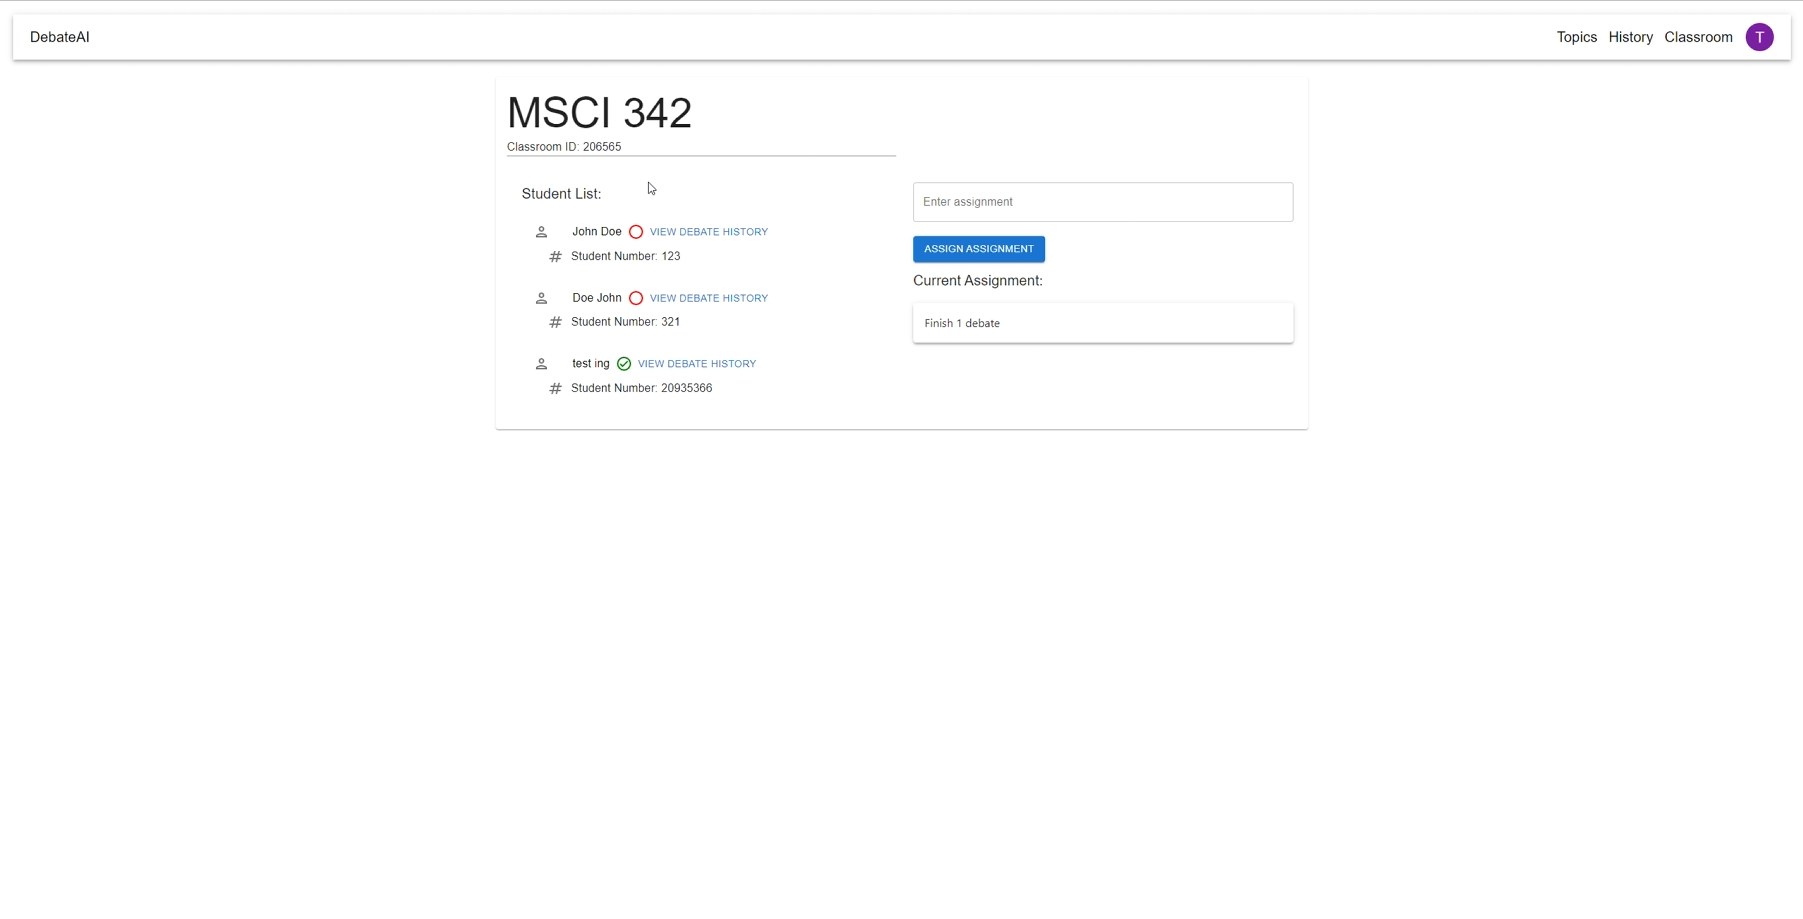 DebateAI
Topics History Classroom T
MSCI 342
Classroom ID: 206565
Student List:
John Doe VIEW DEBATE HISTORY
# Student Number: 123
Doe John VIEW DEBATE HISTORY
# Student Number: 321
test ing VIEW DEBATE HISTORY
# Student Number: 20935366
Enter assignment
ASSIGN ASSIGNMENT
Current Assignment:
Finish 1 debate